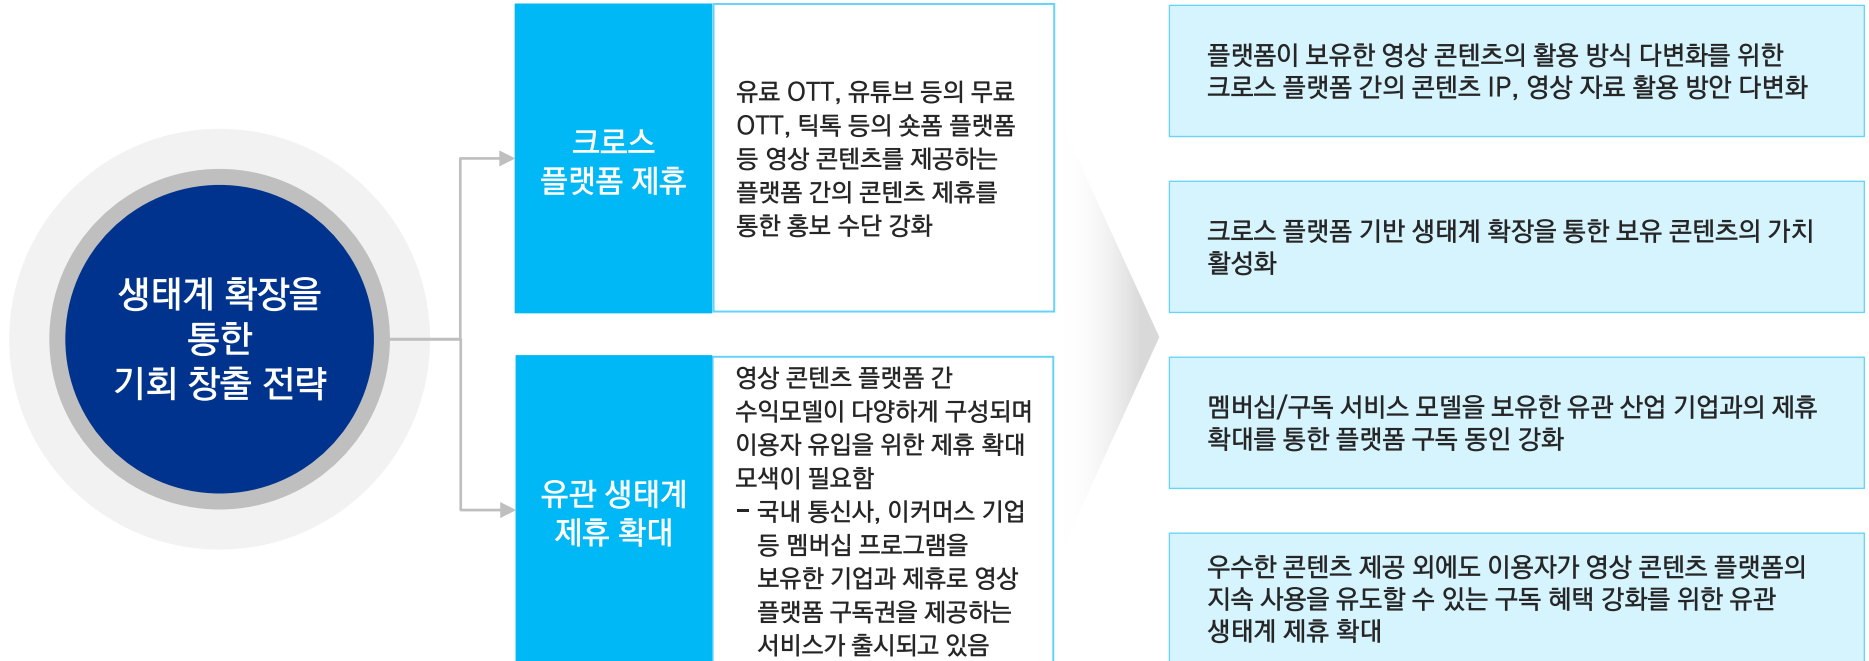 생태계 확장을
통한
기회 창출 전략
크로스
플랫폼 제휴
유료 OTT, 유튜브 등의 무료
OTT, 틱톡 등의 숏폼 플랫폼
등 영상 콘텐츠를 제공하는
플랫폼 간의 콘텐츠 제휴를
통한 홍보 수단 강화
유관 생태계
제휴 확대
영상 콘텐츠 플랫폼 간
수익모델이 다양하게 구성되며
이용자 유입을 위한 제휴 확대
모색이 필요함
– 국내 통신사, 이커머스 기업
등 멤버십 프로그램을
보유한 기업과 제휴로 영상
플랫폼 구독권을 제공하는
서비스가 출시되고 있음
플랫폼이 보유한 영상 콘텐츠의 활용 방식 다변화를 위한
크로스 플랫폼 간의 콘텐츠 IP, 영상 자료 활용 방안 다변화
크로스 플랫폼 기반 생태계 확장을 통한 보유 콘텐츠의 가치
활성화
멤버십/구독 서비스 모델을 보유한 유관 산업 기업과의 제휴
확대를 통한 플랫폼 구독 동인 강화
우수한 콘텐츠 제공 외에도 이용자가 영상 콘텐츠 플랫폼의
지속 사용을 유도할 수 있는 구독 혜택 강화를 위한 유관
생태계 제휴 확대